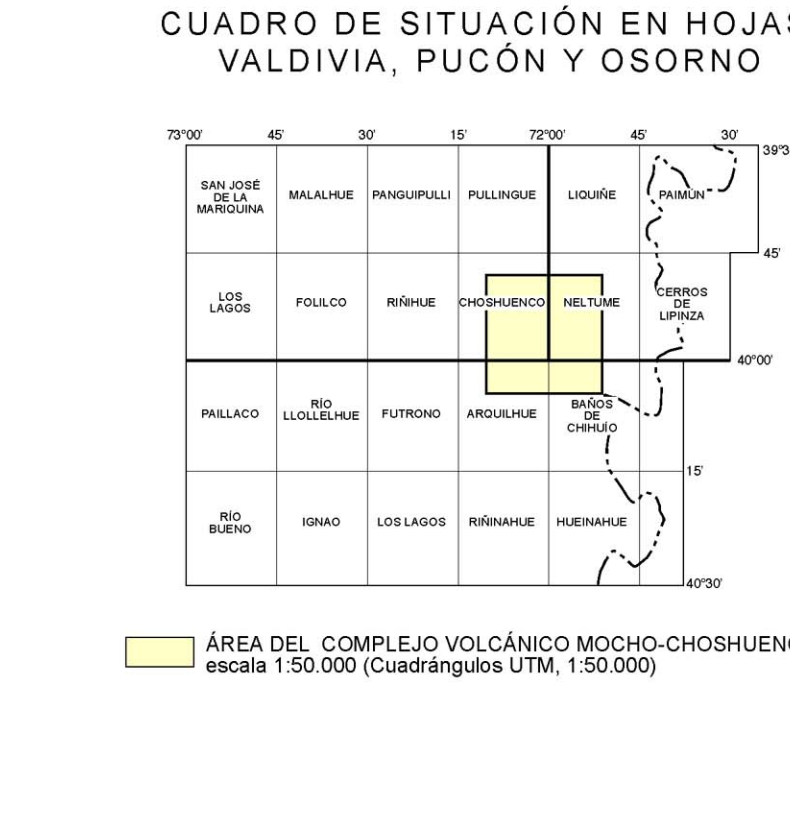 CUADRO DE SITUACIÓN EN HOJAS
VALDIVIA, PUCÓN Y OSORNO
73°00' 45' 30' 15' 72°00' 45' 30'
39°3
SAN JOSÉ
DE LA
MARIQUINA
MALALHUE
PANGUIPULLI
PULLINGUE
LIQUIÑE
PAIMÚN
45'
LOS
LAGOS
FOLILCO
RIÑIHUE
CHOSHUENCO
NELTUME
CERROS
DE
LIPINZA
40°00'
PAILLACO
RÍO
LLOLLELHUE
FUTRONO
ARQUILHUE
BAÑOS
DE
CHIHUÍO
15'
RÍO
BUENO
IGNAO
LOS LAGOS
RIÑINAHUE
HUEINAHUE
40°30'
ÁREA DEL COMPLEJO VOLCÁNICO MOCHO-CHOSHUENC
escala 1:50.000 (Cuadrángulos UTM, 1:50.000)